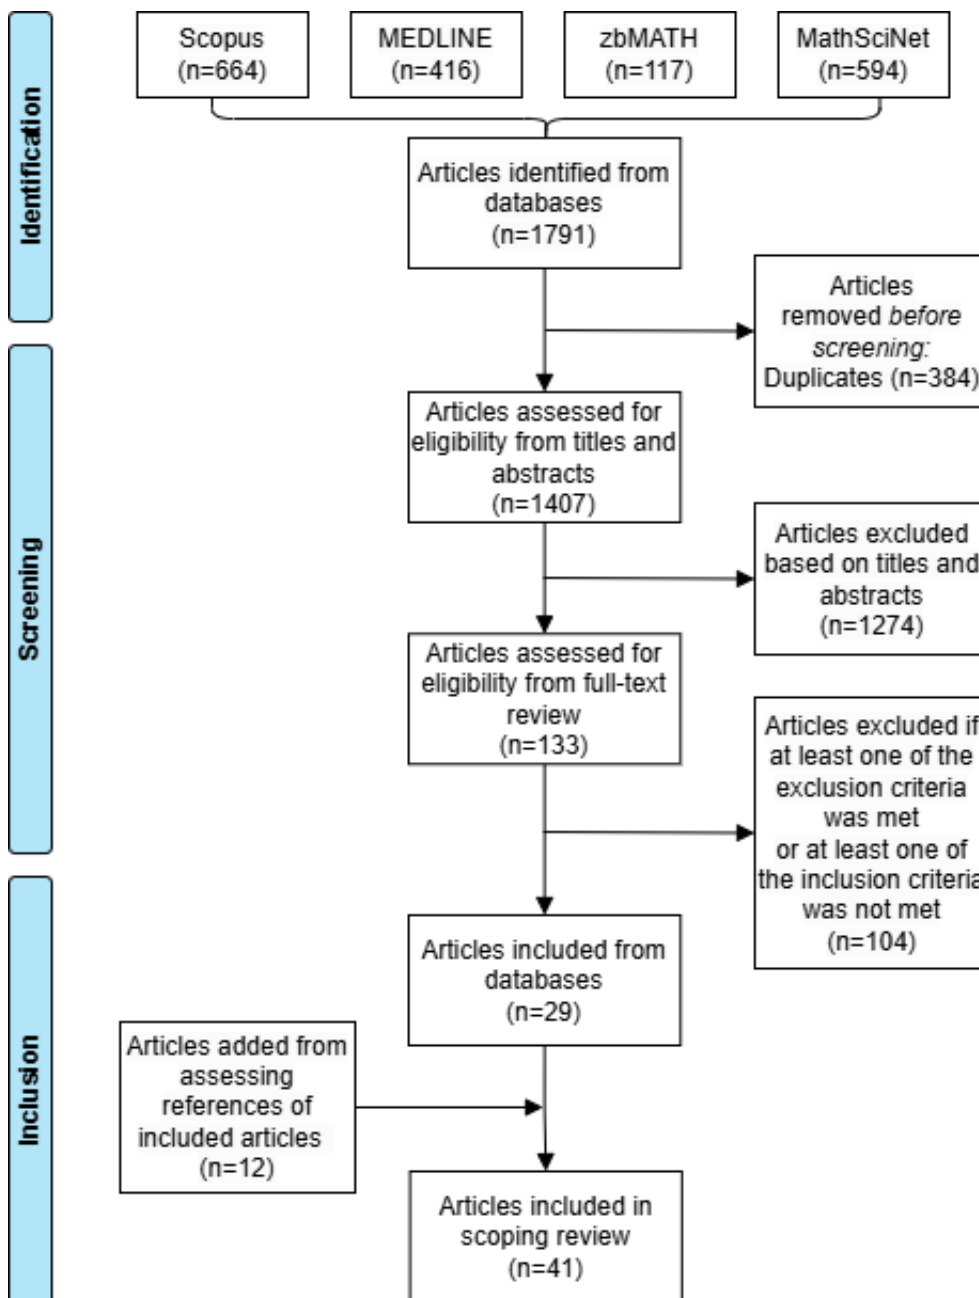 Identification
Scopus
(n=664)
MEDLINE
(n=416)
zbMATH
(n=117)
MathSciNet
(n=594)
Articles identified from
databases
(n=1791)
Articles
removed before
screening:
Duplicates (n=384)
Screening
Articles assessed for
eligibility from titles and
abstracts
(n=1407)
Articles excluded
based on titles and
abstracts
(n=1274)
Articles assessed for
eligibility from full-text
review
(n=133)
Articles excluded if
at least one of the
exclusion criteria
was met
or at least one of
the inclusion criteria
was not met
(n=104)
Inclusion
Articles included from
databases
(n=29)
Articles added from
assessing
references of
included articles
(n=12)
Articles included in
scoping review
(n=41)